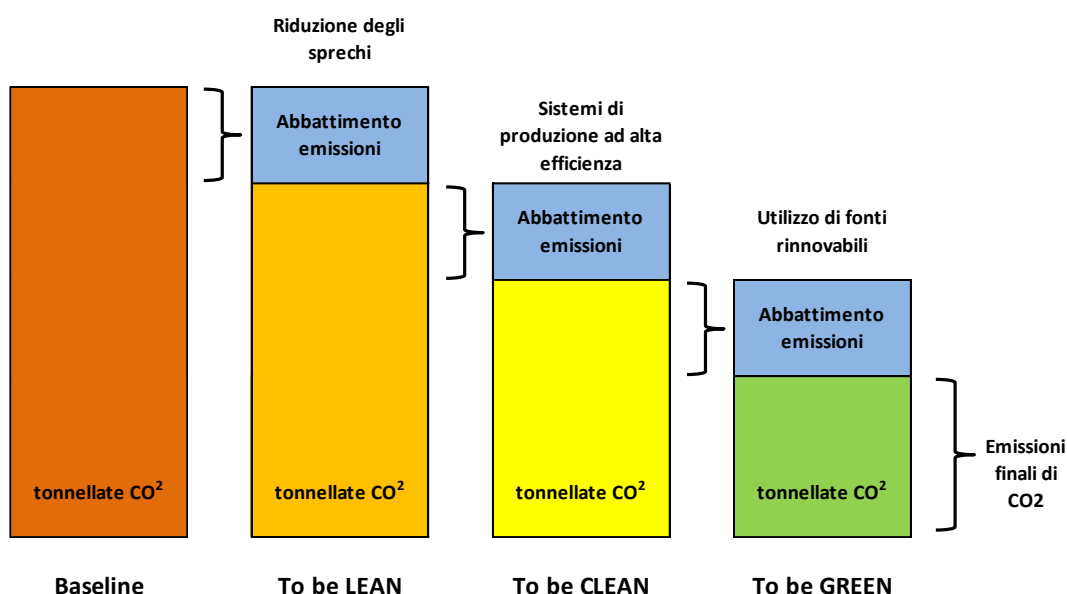 Riduzione degli
sprechi
Abbattimento
emissioni
Sistemi di
produzione ad alta
efficienza
Abbattimento
emissioni
Utilizzo di fonti
rinnovabili
Abbattimento
emissioni
tonnellate CO²
tonnellate CO²
tonnellate CO²
tonnellate CO²
Emissioni
finali di
CO2
Baseline
To be LEAN
To be CLEAN
To be GREEN